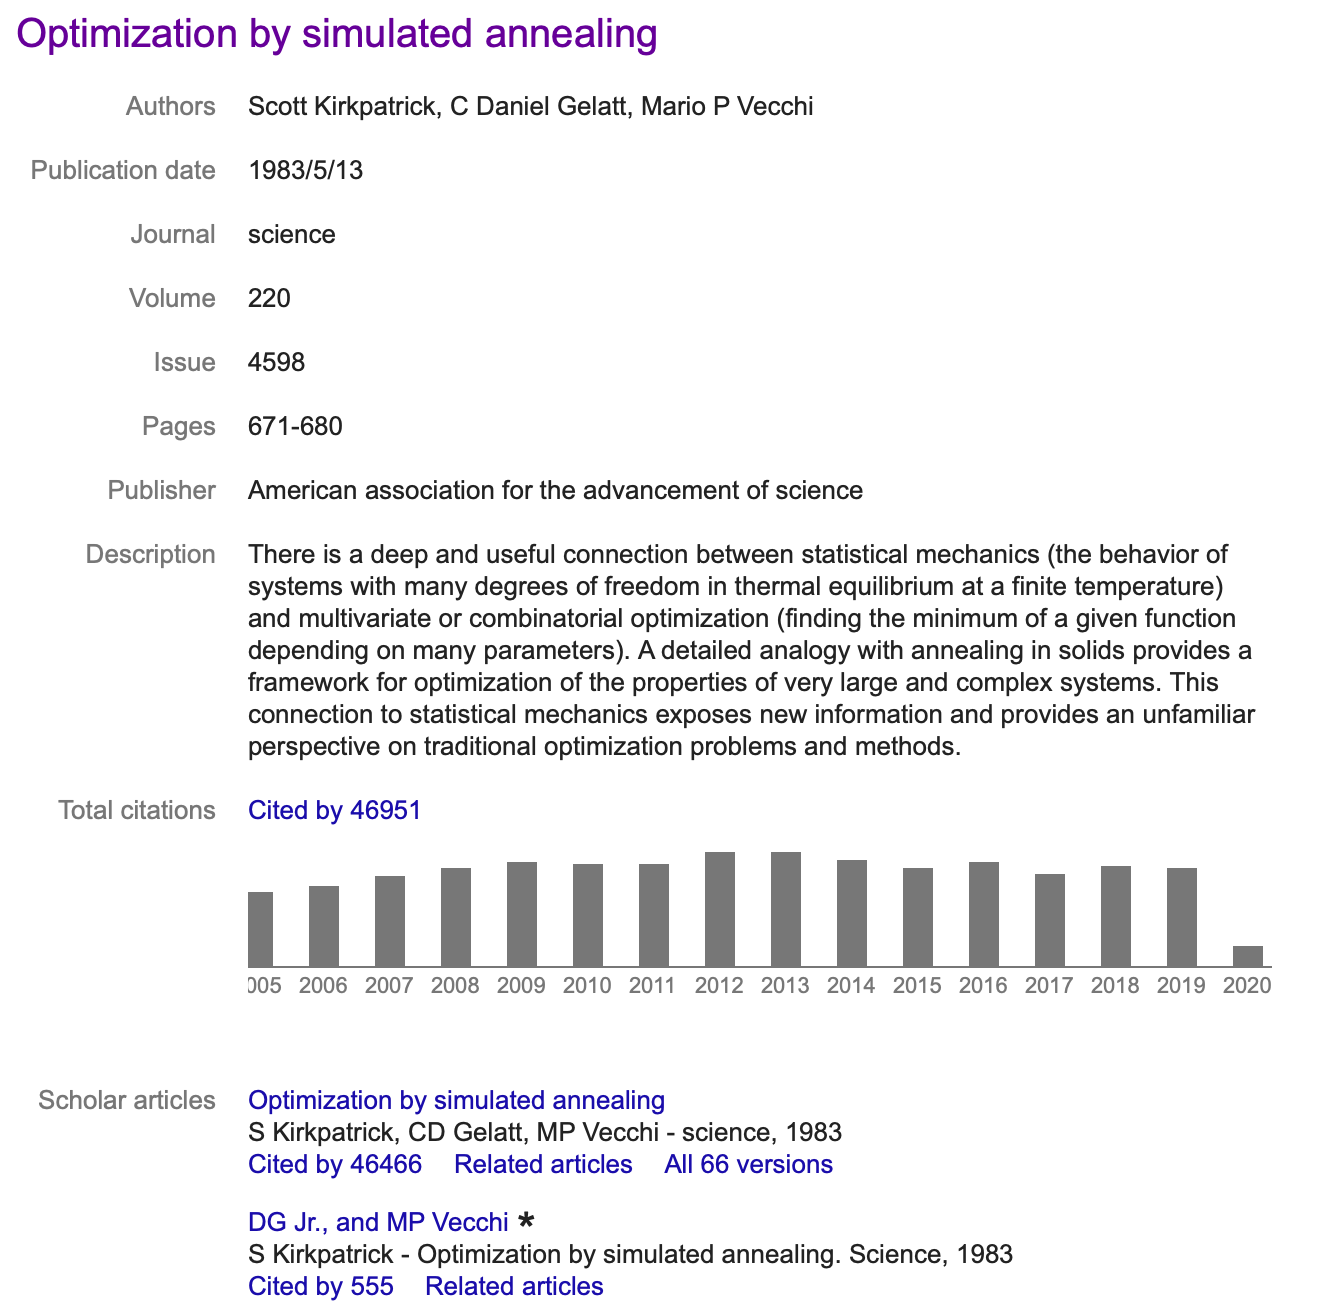 Optimization by simulated annealing
Authors Scott Kirkpatrick, C Daniel Gelatt, Mario P Vecchi
Publication date 1983/5/13
Journal science
Volume 220
Issue 4598
Pages 671-680
Publisher American association for the advancement of science
Description There is a deep and useful connection between statistical mechanics (the behavior of
systems with many degrees of freedom in thermal equilibrium at a finite temperature)
and multivariate or combinatorial optimization (finding the minimum of a given function
depending on many parameters). A detailed analogy with annealing in solids provides a
framework for optimization of the properties of very large and complex systems. This
connection to statistical mechanics exposes new information and provides an unfamiliar
perspective on traditional optimization problems and methods.
Total citations Cited by 46951
005 2006 2007 2008 2009 2010 2011 2012 2013 2014 2015 2016 2017 2018 2019 2020
Scholar articles Optimization by simulated annealing
S Kirkpatrick, CD Gelatt, MP Vecchi - science, 1983
Cited by 46466 Related articles All 66 versions
DG Jr., and MP Vecchi *
S Kirkpatrick - Optimization by simulated annealing. Science, 1983
Cited by 555 Related articles